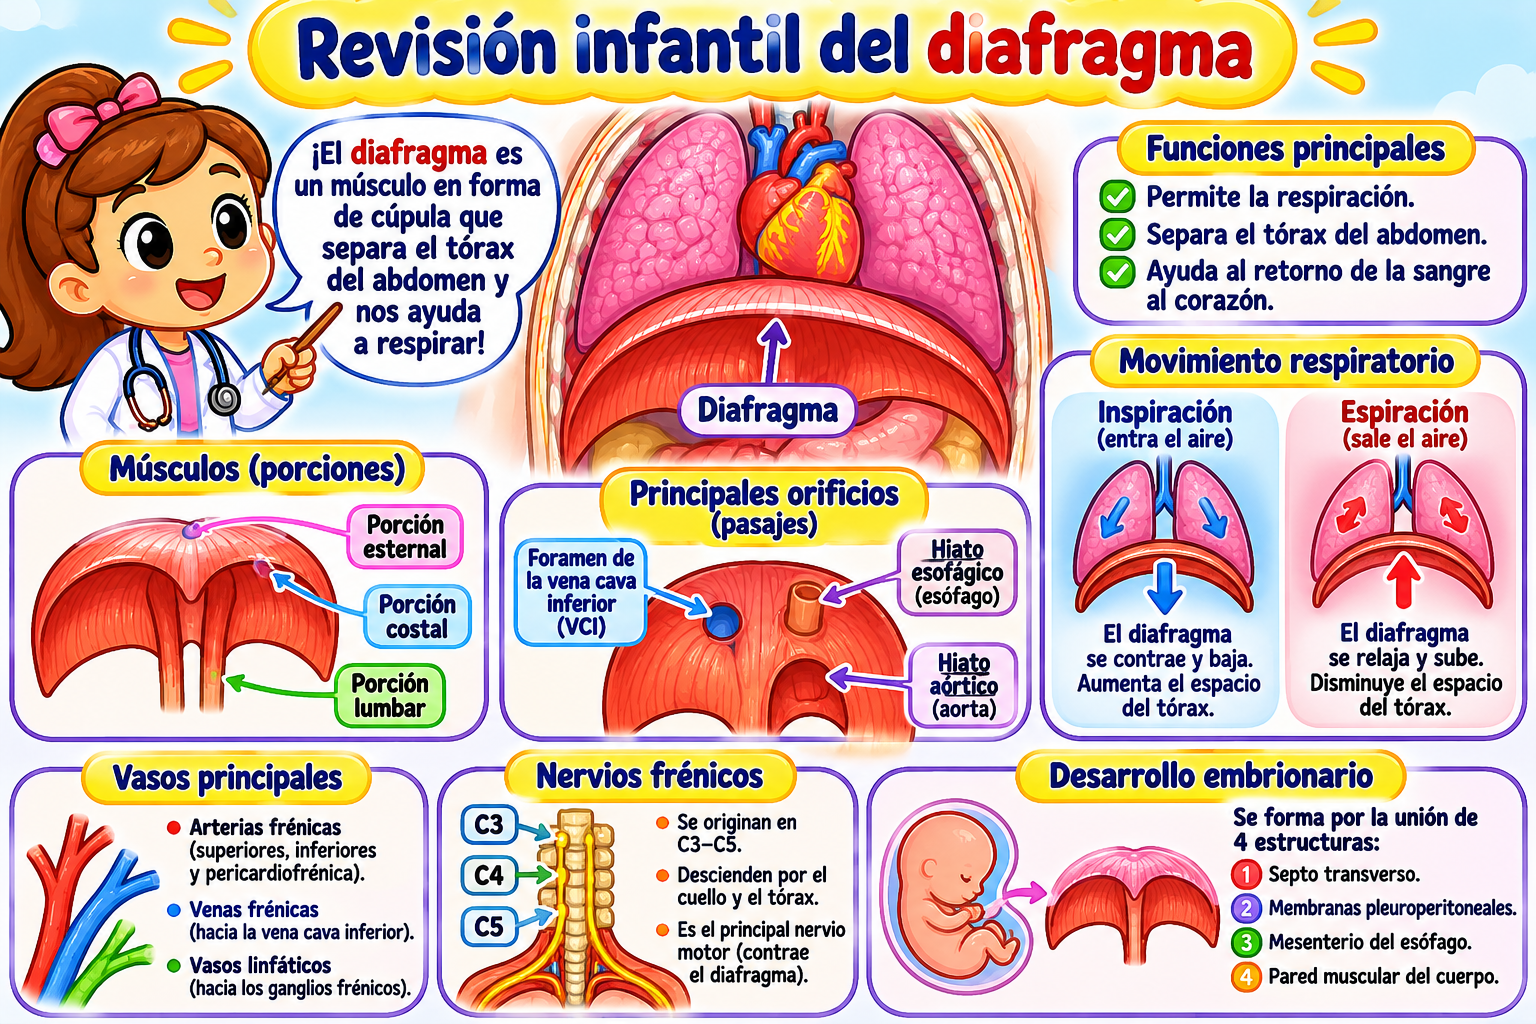 Revisión infantil del diafragma
¡El diafragma es
un músculo en forma
de cúpula que
separa el tórax
del abdomen y
nos ayuda
a respirar!
Diafragma
Funciones principales
Permite la respiración.
Separa el tórax del abdomen.
Ayuda al retorno de la sangre
al corazón.
Movimiento respiratorio
Inspiración
(entra el aire)
El diafragma
se contrae y baja.
Aumenta el espacio
del tórax.
Espiración
(sale el aire)
El diafragma
se relaja y sube.
Disminuye el espacio
del tórax.
Músculos (porciones)
Porción
esternal
Porción
costal
Porción
lumbar
Principales orificios
(pasajes)
Foramen de
la vena cava
inferior
(VCI)
Hiato
esofágico
(esófago)
Hiato
aórtico
(aorta)
Vasos principales
Arterias frénicas
(superiores, inferiores
y pericardiofrénica).
Venas frénicas
(hacia la vena cava inferior).
Vasos linfáticos
(hacia los ganglios frénicos).
Nervios frénicos
C3
C4
C5
Se originan en
C3–C5.
Descienden por el
cuello y el tórax.
Es el principal nervio
motor (contrae
el diafragma).
Desarrollo embrionario
Se forma por la unión de
4 estructuras:
1 Septo transverso.
2 Membranas pleuroperitoneales.
3 Mesenterio del esófago.
4 Pared muscular del cuerpo.